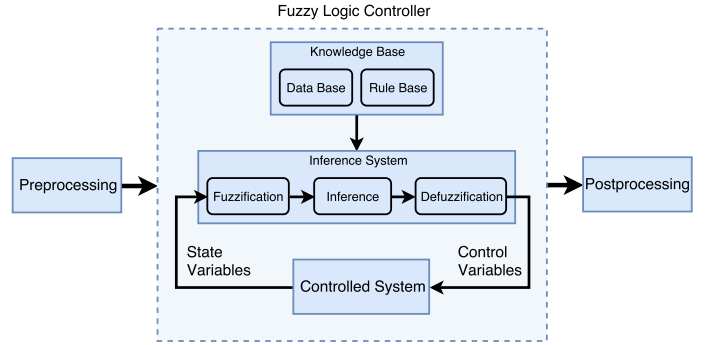 Fuzzy Logic Controller
Knowledge Base
Data Base
Rule Base
Inference System
Preprocessing
Fuzzification
Inference
Defuzzification
Postprocessing
State
Variables
Control
Variables
Controlled System